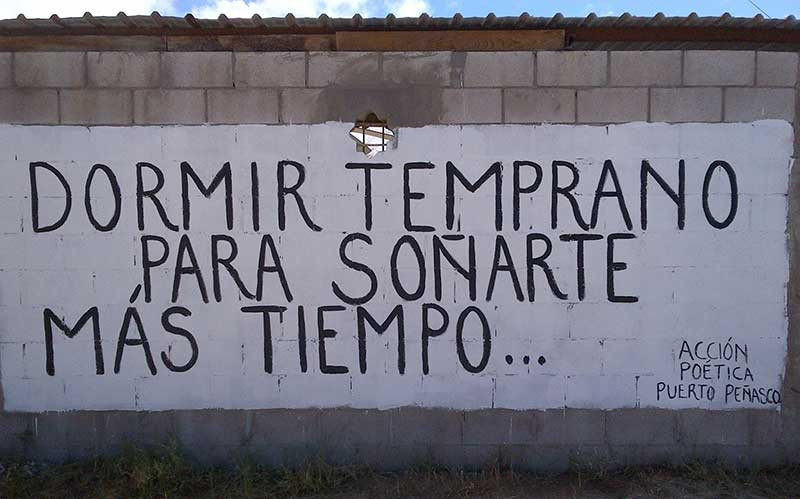 DORMIR TEMPRANO
PARA SOÑARTE
MÁS TIEMPO...
ACCIÓN
POÉTICA
PUERTO PEÑASCO